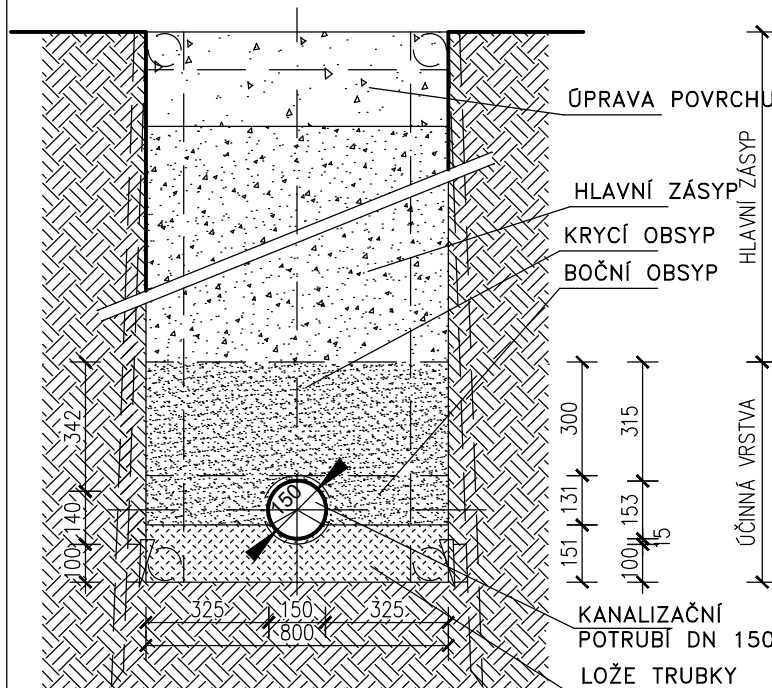 ÚPRAVA POVRCHU
HLAVNÍ ZÁSYP
HLAVNÍ ZÁSYP
KRYCÍ OBSYP
BOČNÍ OBSYP
342
140
100
150
300
131
151
315
153
15
100
ÚČINNÁ VRSTVA
325
150
325
800
KANALIZAČNÍ
POTRUBÍ DN 150
LOŽE TRUBKY